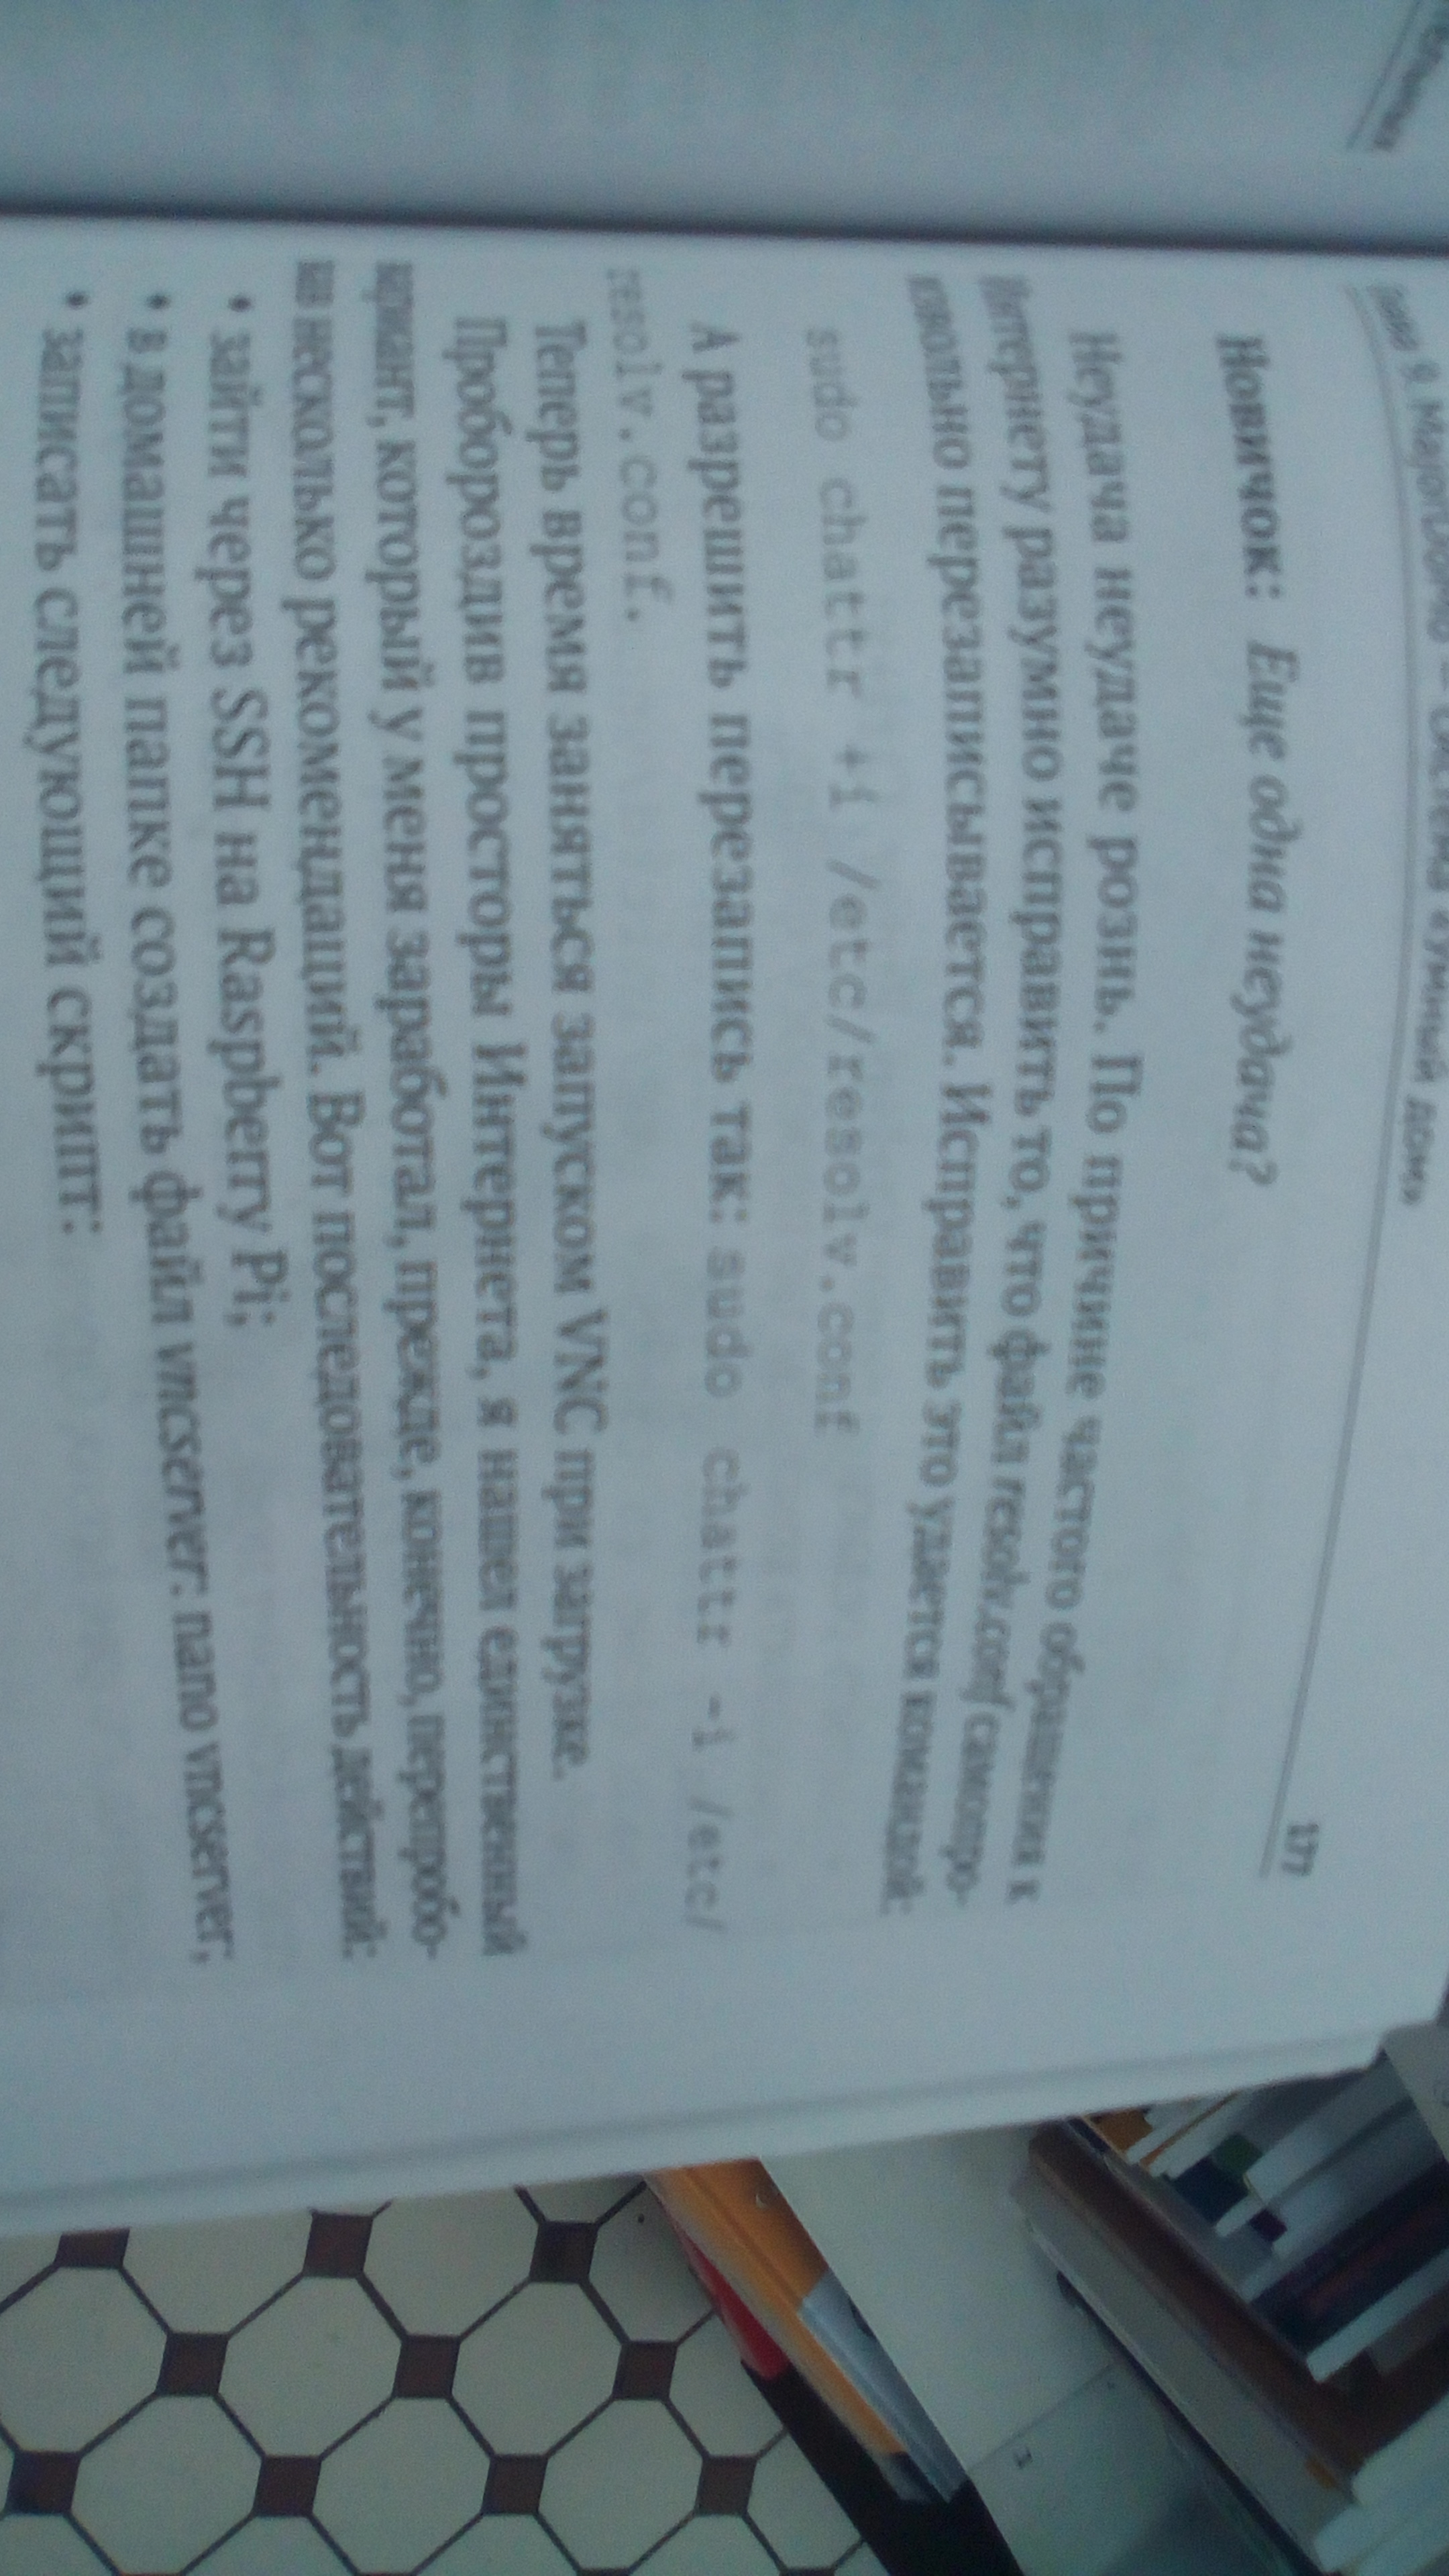 Глава 9. MajorDoMo — система «Умный дом»
177
Новичок: Еще одна неудача?
Неудача неудаче рознь. По причине частого обращения к
Интернету разумно исправить то, что файл resolv.conf самопро-
извольно перезаписывается. Исправить это удается командой:
sudo chattr +i /etc/resolv.conf
А разрешить перезапись так: sudo chattr -i /etc/
resolv.conf.
Теперь время заняться запуском VNC при загрузке.
Пробороздив просторы Интернета, я нашел единственный
вариант, который у меня заработал, прежде, конечно, перепробо-
вав несколько рекомендаций. Вот последовательность действий:
• зайти через SSH на Raspberry Pi;
• в домашней папке создать файл vncserver: nano vncserver;
• записать следующий скрипт: